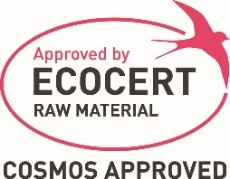 Approved by
ECOCERT
RAW MATERIAL
COSMOS APPROVED